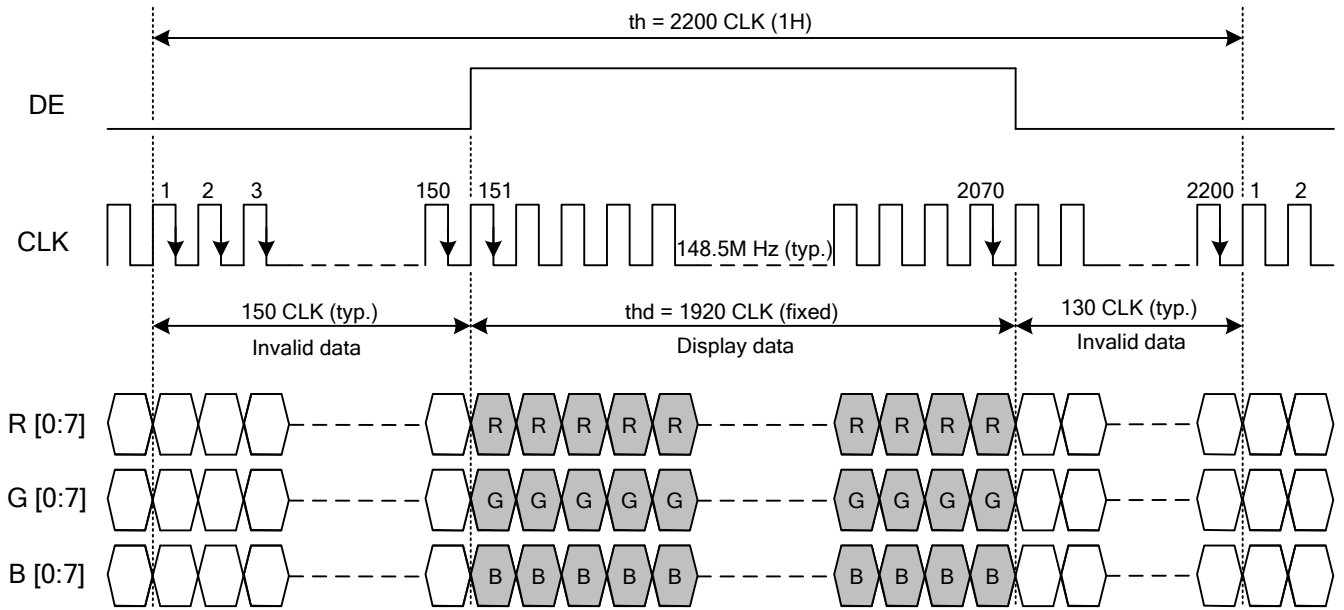 th = 2200 CLK (1H)
DE
1 2 3 150 151 2070 2200 1 2
CLK
148.5M Hz (typ.)
150 CLK (typ.) thd = 1920 CLK (fixed) 130 CLK (typ.)
Invalid data Display data Invalid data
R [0:7] R R R R R R R R R
G [0:7] G G G G G G G G G
B [0:7] B B B B B B B B B